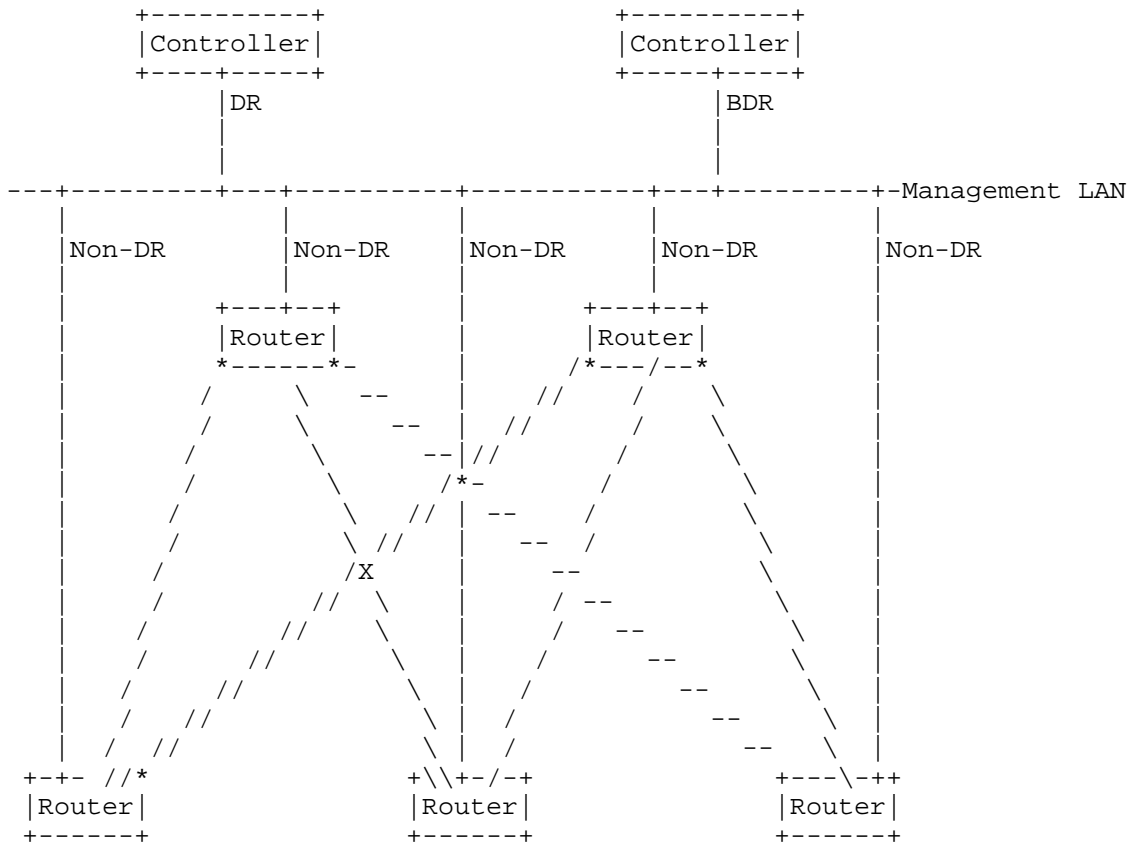 Controller Controller
DR BDR
Management LAN
Non-DR Non-DR Non-DR Non-DR Non-DR
Router Router
X
Router Router Router